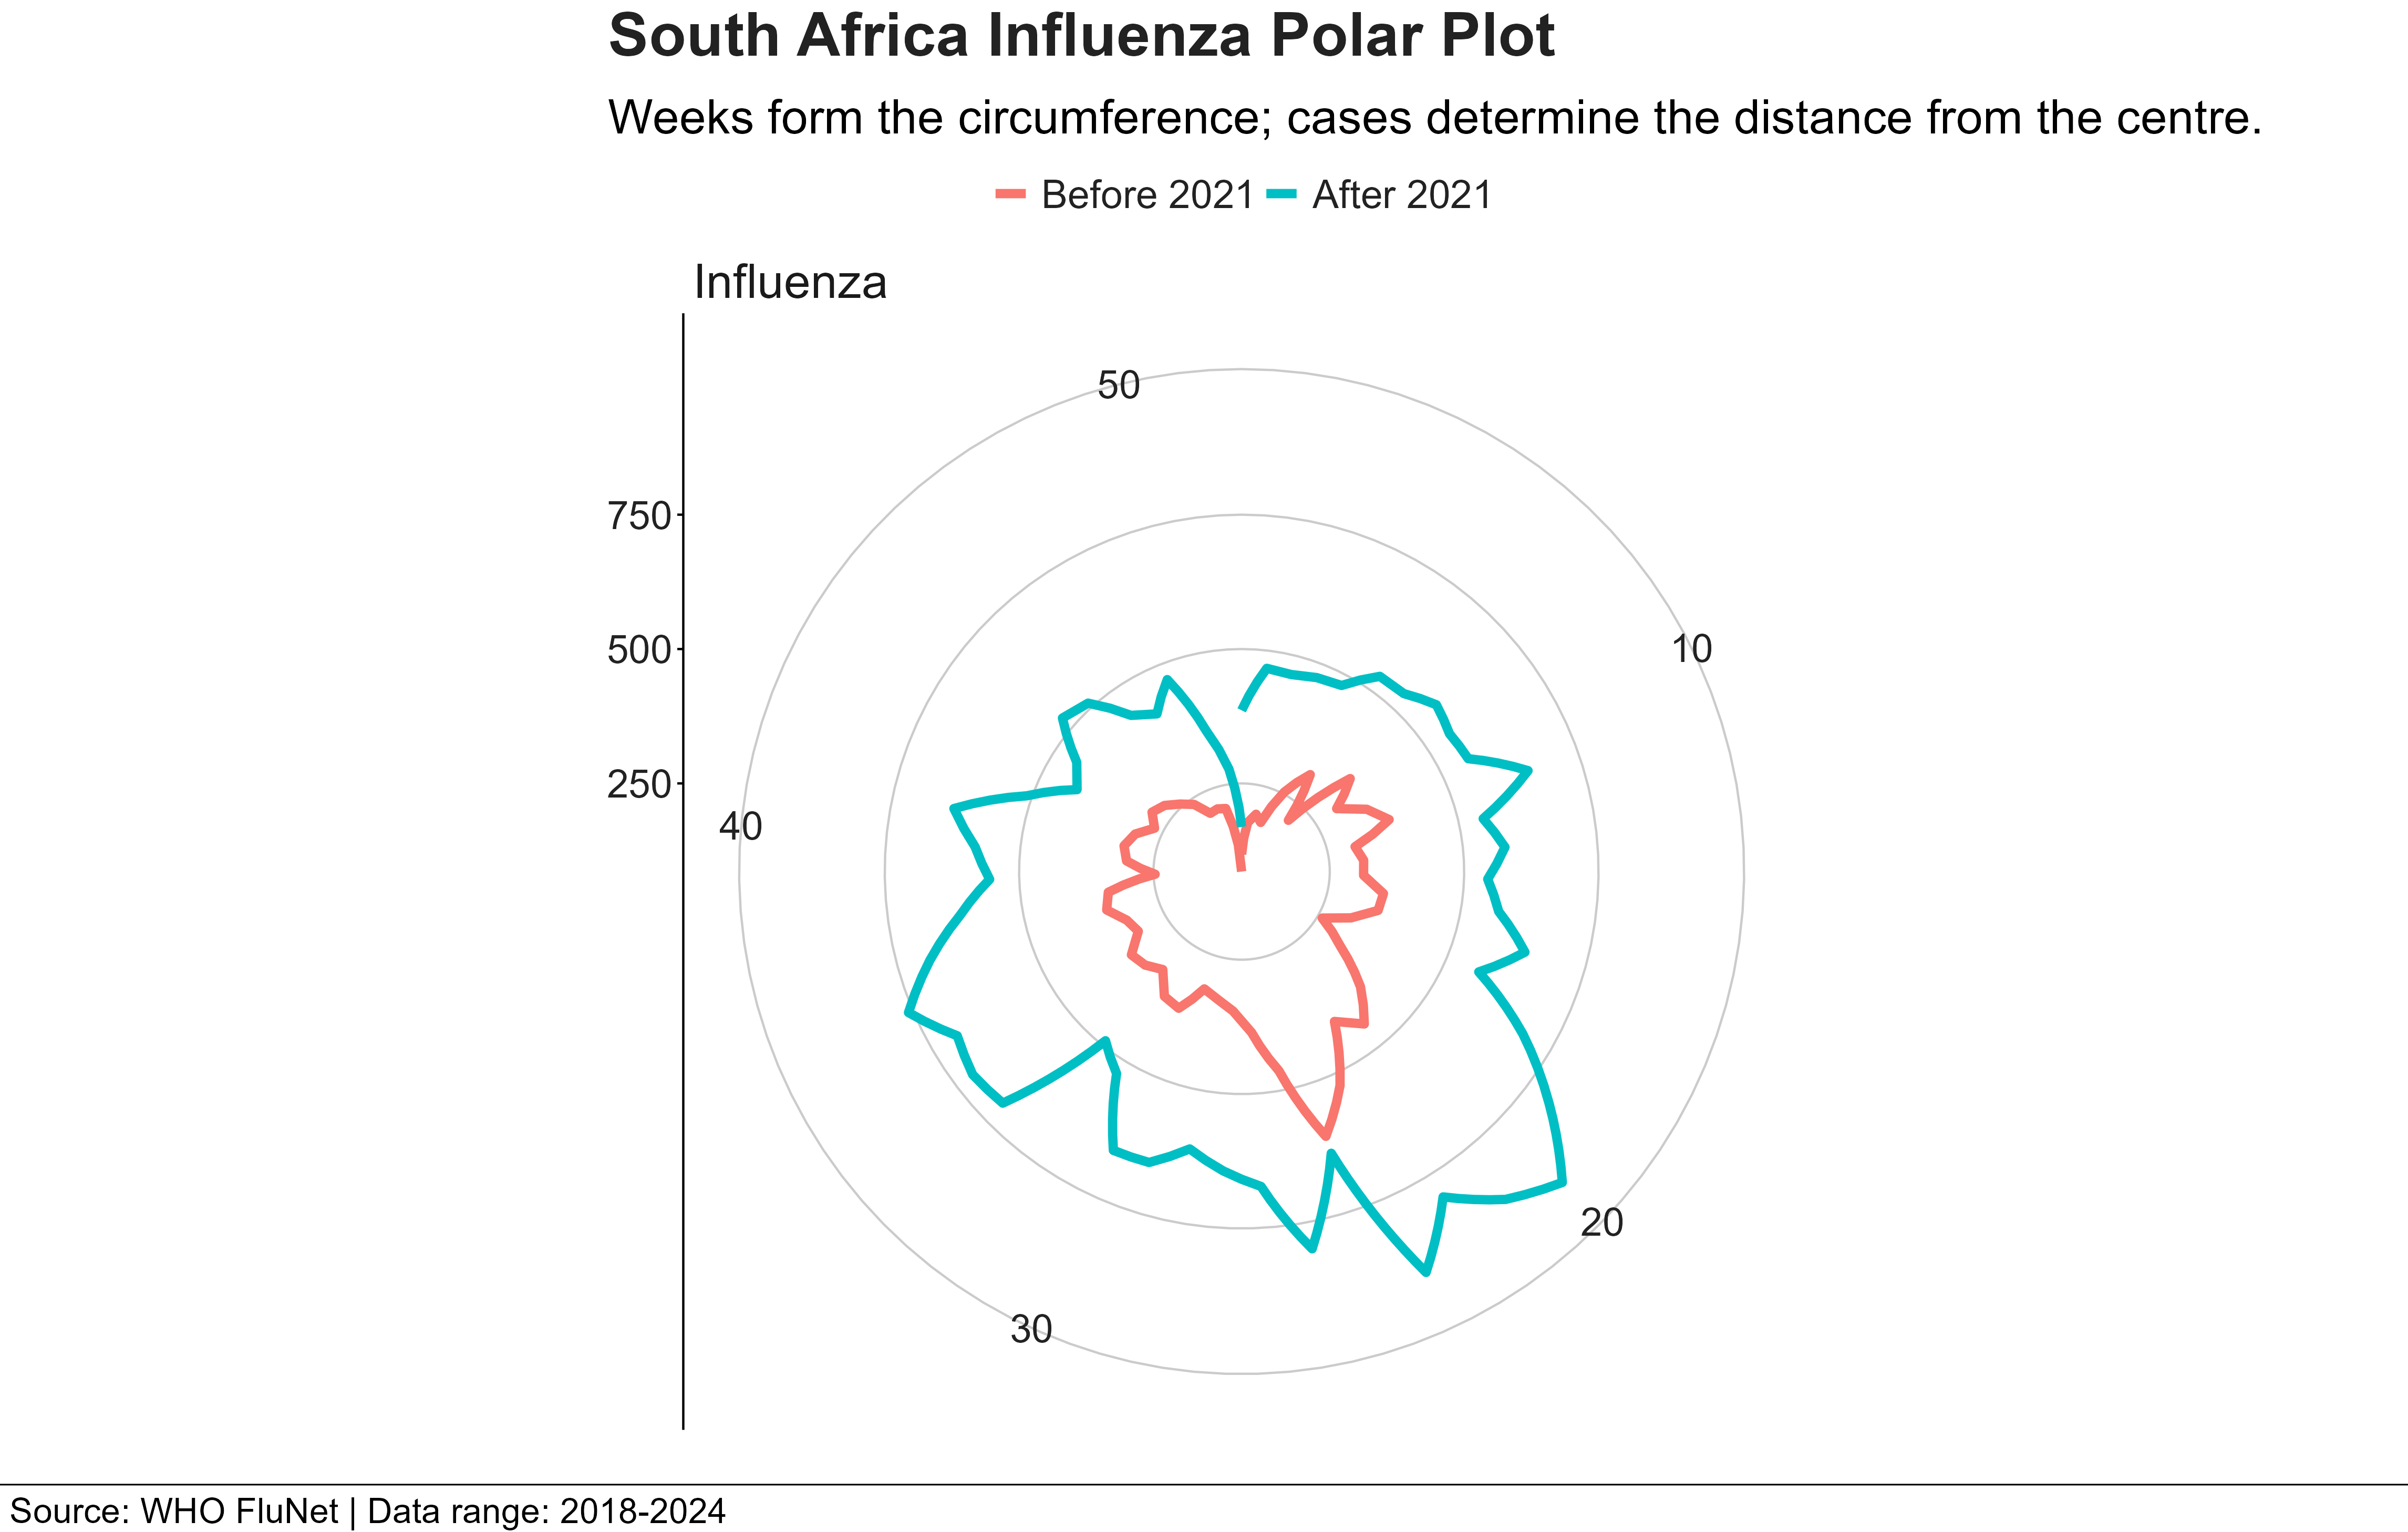 South Africa Influenza Polar Plot
Weeks form the circumference; cases determine the distance from the centre.
Before 2021 After 2021
Influenza
50
750
500
10
250
40
20
30
Source: WHO FluNet | Data range: 2018-2024